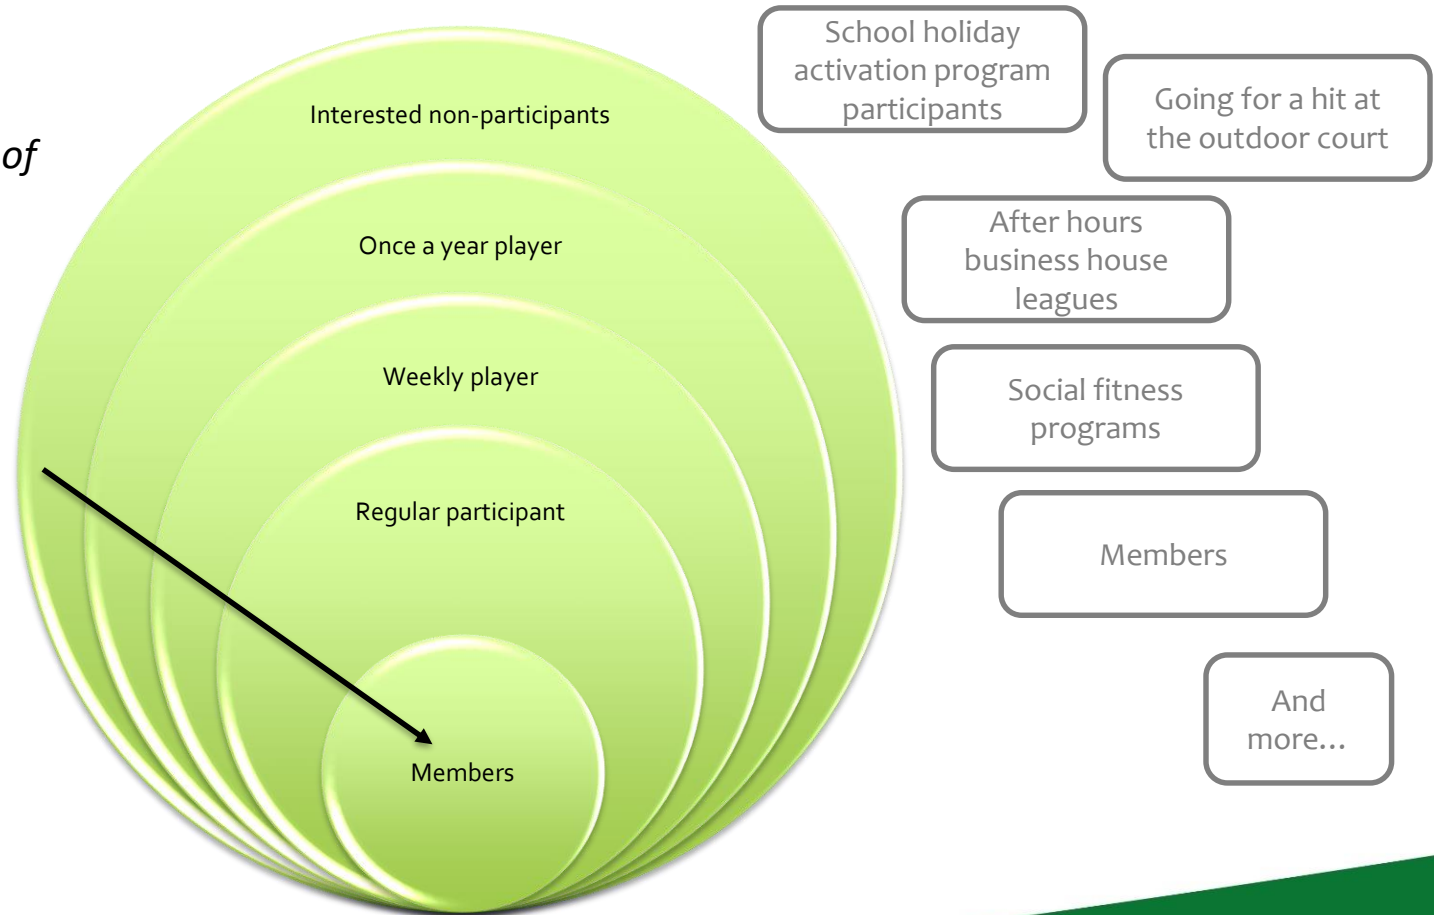 of
Interested non-participants
Once a year player
Weekly player
Regular participant
Members
School holiday
activation program
participants
Going for a hit at
the outdoor court
After hours
business house
leagues
Social fitness
programs
Members
And
more...